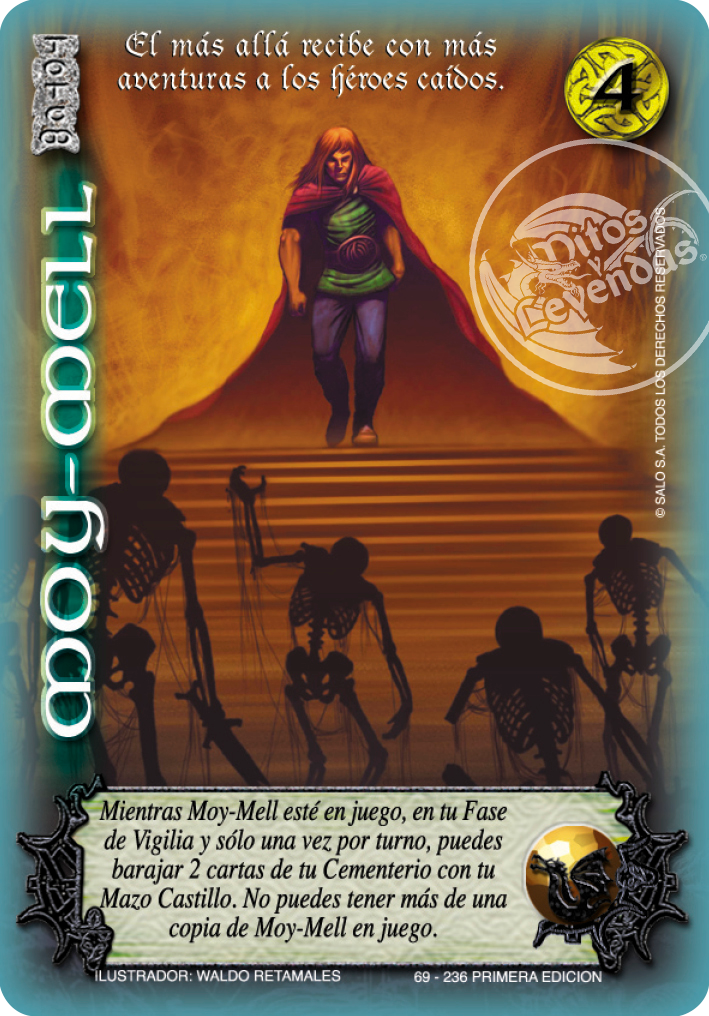 El más allá recibe con más
aventuras a los héroes caídos.
4
Moy-Mell
Mitos
y
Leyendas
®
© SALO S.A. TODOS LOS DERECHOS RESERVADOS
Mientras Moy-Mell esté en juego, en tu Fase
de Vigilia y sólo una vez por turno, puedes
barajar 2 cartas de tu Cementerio con tu
Mazo Castillo. No puedes tener más de una
copia de Moy-Mell en juego.
ILUSTRADOR: WALDO RETAMALES
69 - 236 PRIMERA EDICION